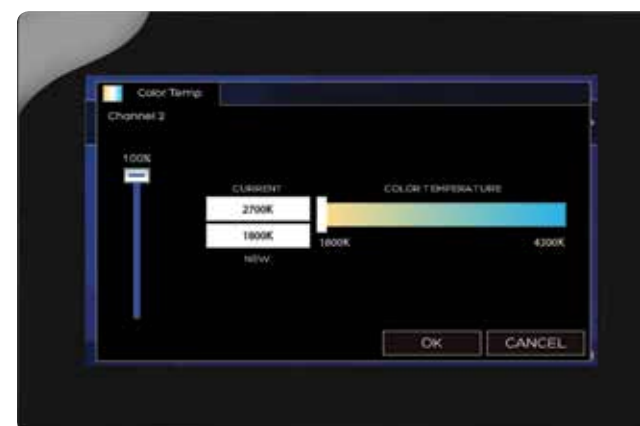 Color Temp
Channel 2
100%
CURRENT
COLOR TEMPERATURE
2700K
1800K
1800K
4300K
NEW
OK
CANCEL